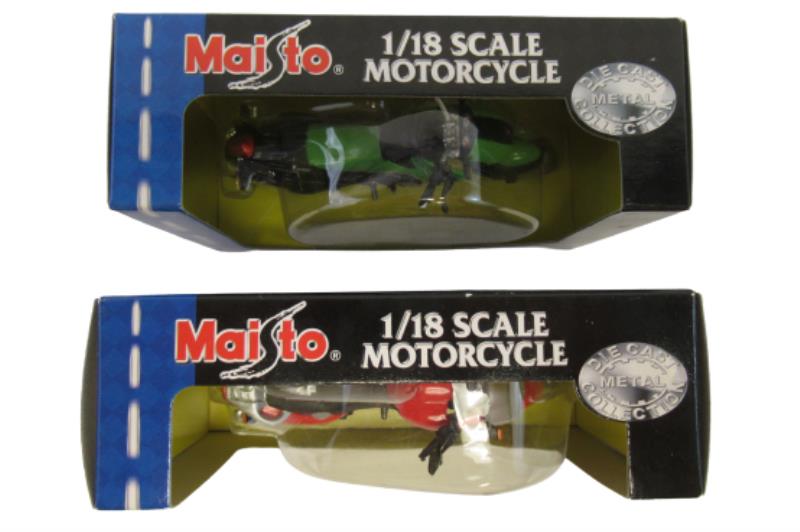 Maisto®
1/18 SCALE
MOTORCYCLE
DIE CAST
METAL
COLLECTION
Maisto®
1/18 SCALE
MOTORCYCLE
DIE CAST
METAL
COLLECTION